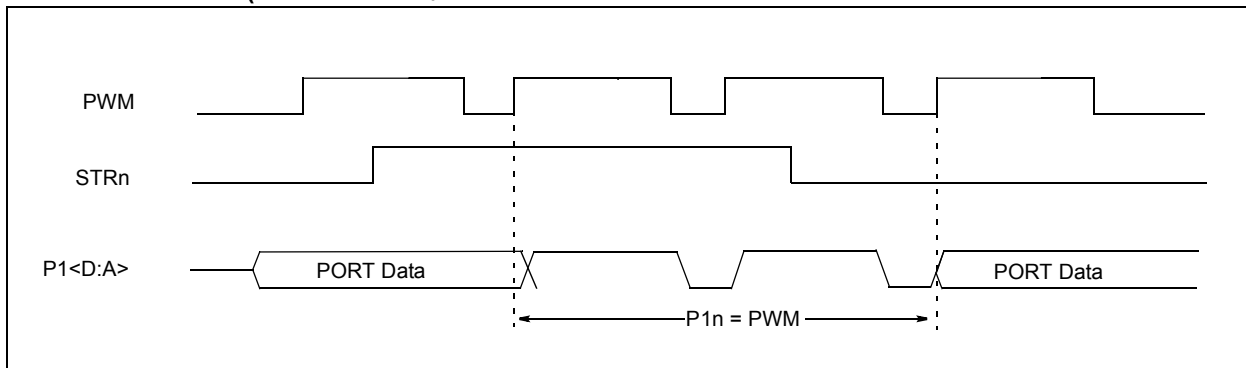 PWM
STRn
P1<D:A>
PORT Data
PORT Data
P1n = PWM